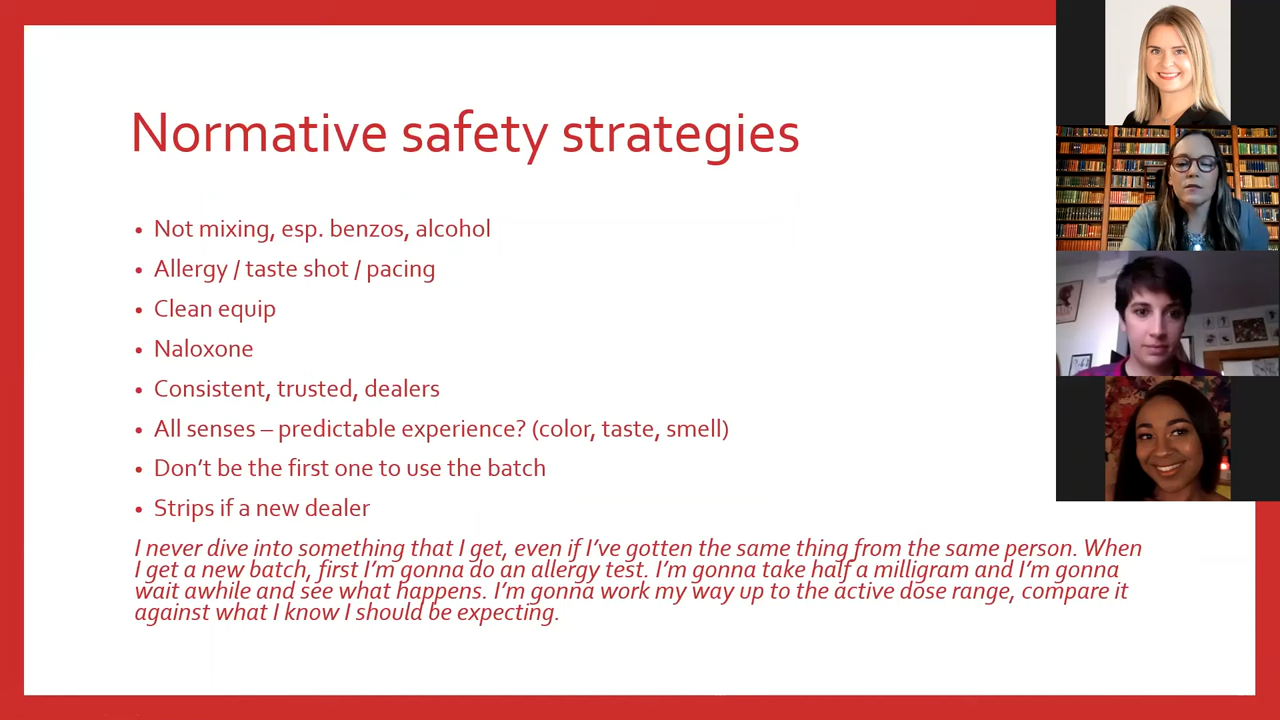 Normative safety strategies
• Not mixing, esp. benzos, alcohol
• Allergy / taste shot / pacing
• Clean equip
• Naloxone
• Consistent, trusted, dealers
• All senses – predictable experience? (color, taste, smell)
• Don’t be the first one to use the batch
• Strips if a new dealer
I never dive into something that I get, even if I’ve gotten the same thing from the same person. When
I get a new batch, first I’m gonna do an allergy test. I’m gonna take half a milligram and I’m gonna
wait awhile and see what happens. I’m gonna work my way up to the active dose range, compare it
against what I know I should be expecting.